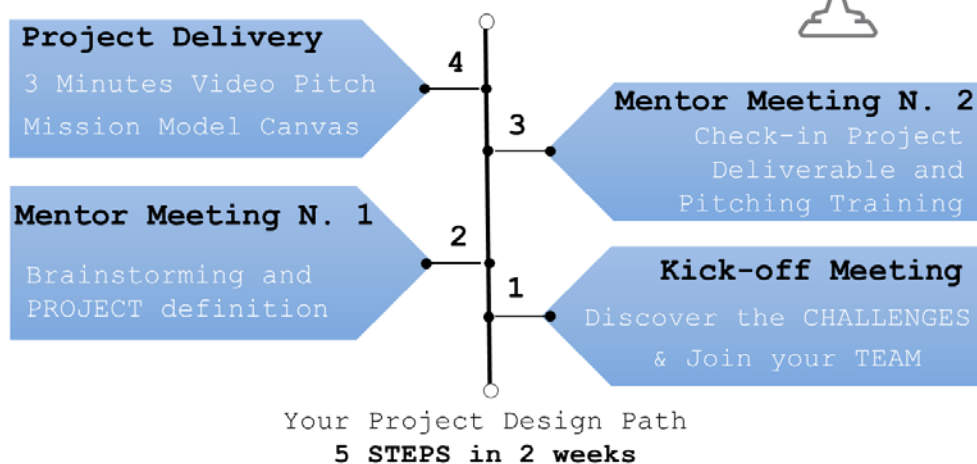 Project Delivery
3 Minutes Video Pitch
Mission Model Canvas
4
3
Mentor Meeting N. 2
Check-in Project
Deliverable and
Pitching Training
Mentor Meeting N. 1
Brainstorming and
PROJECT definition
2
1
Kick-off Meeting
Discover the CHALLENGES
& Join your TEAM
Your Project Design Path
5 STEPS in 2 weeks